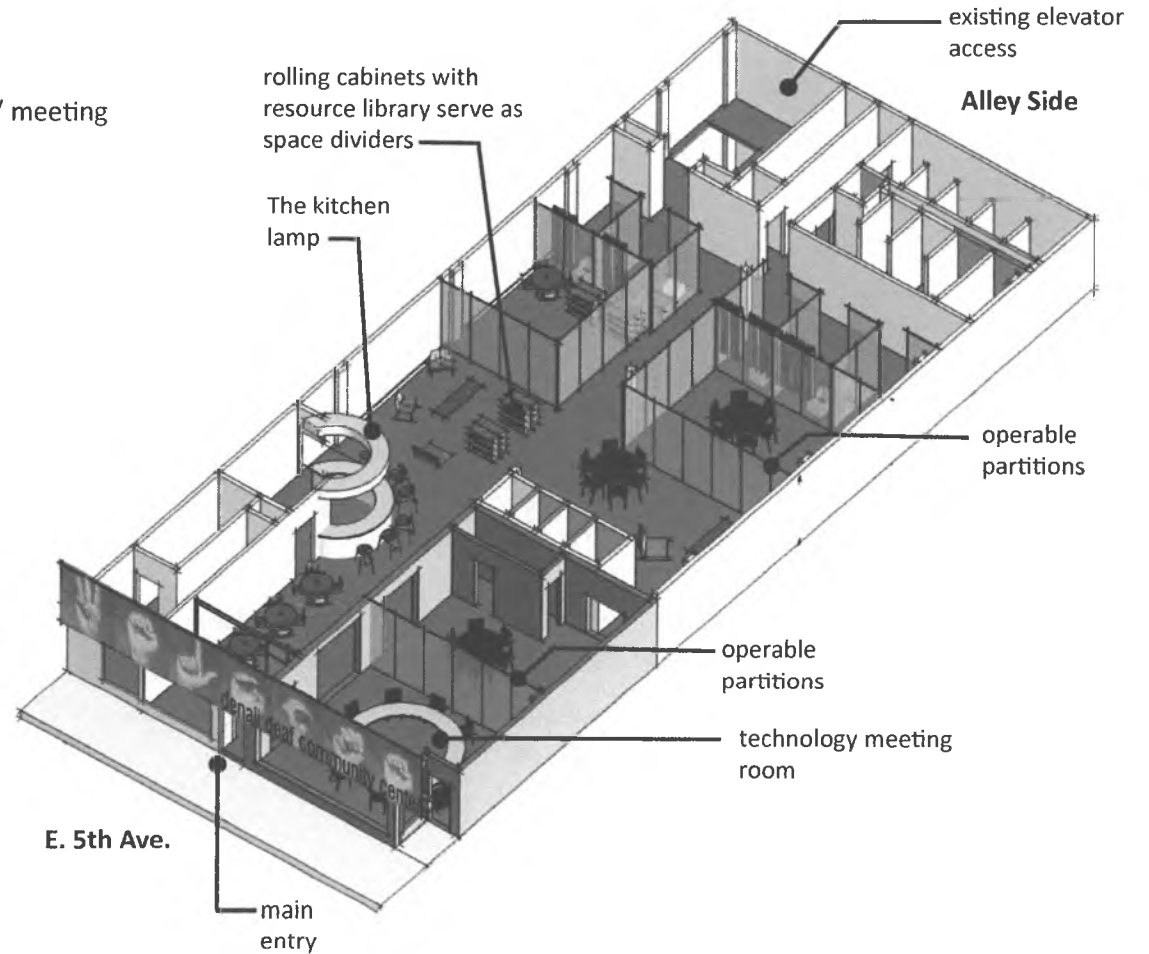 existing elevator
access
Alley Side
/ meeting
rolling cabinets with
resource library serve as
space dividers
The kitchen
lamp
operable
partitions
operable
partitions
technology meeting
room
denali deaf community center
E. 5th Ave.
main
entry